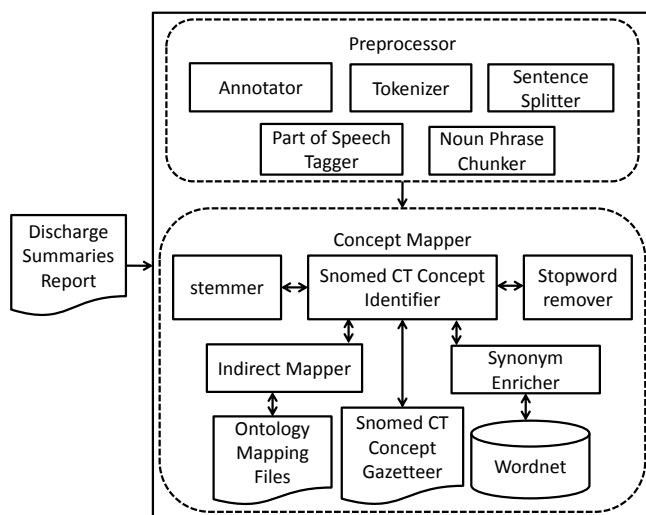 Preprocessor
Annotator
Tokenizer
Sentence
Splitter
Part of Speech
Tagger
Noun Phrase
Chunker
Discharge
Summaries
Report
Concept Mapper
stemmer
Snomed CT Concept
Identifier
Stopword
remover
Indirect Mapper
Synonym
Enricher
Ontology
Mapping
Files
Snomed CT
Concept
Gazetteer
Wordnet